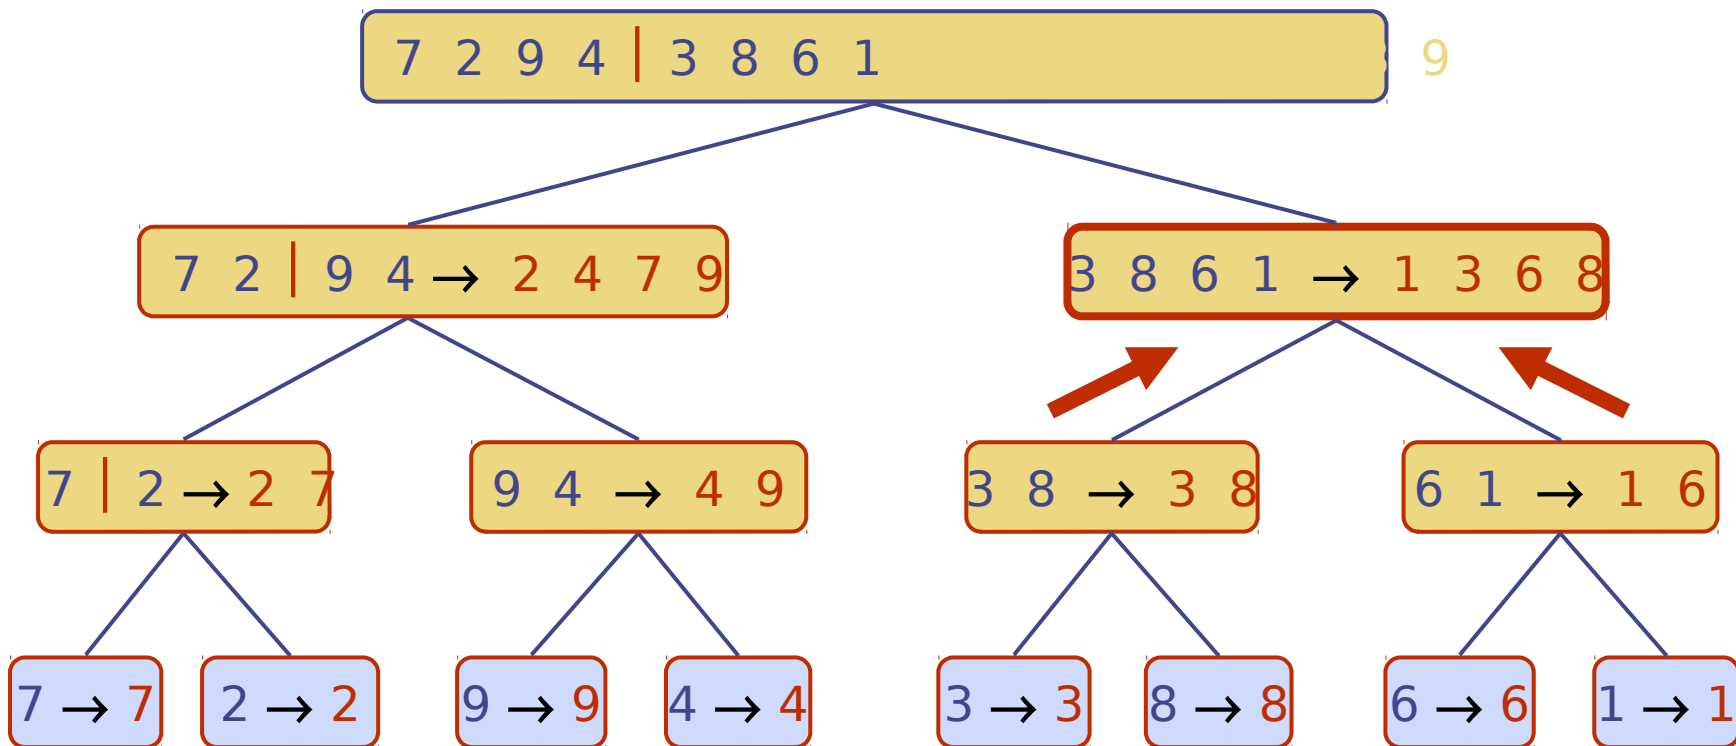 7 2 9 4 | 3 8 6 1 9
7 2 | 9 4 → 2 4 7 9
3 8 6 1 → 1 3 6 8
7 | 2 → 2 7
9 4 → 4 9
3 8 → 3 8
6 1 → 1 6
7 → 7
2 → 2
9 → 9
4 → 4
3 → 3
8 → 8
6 → 6
1 → 1